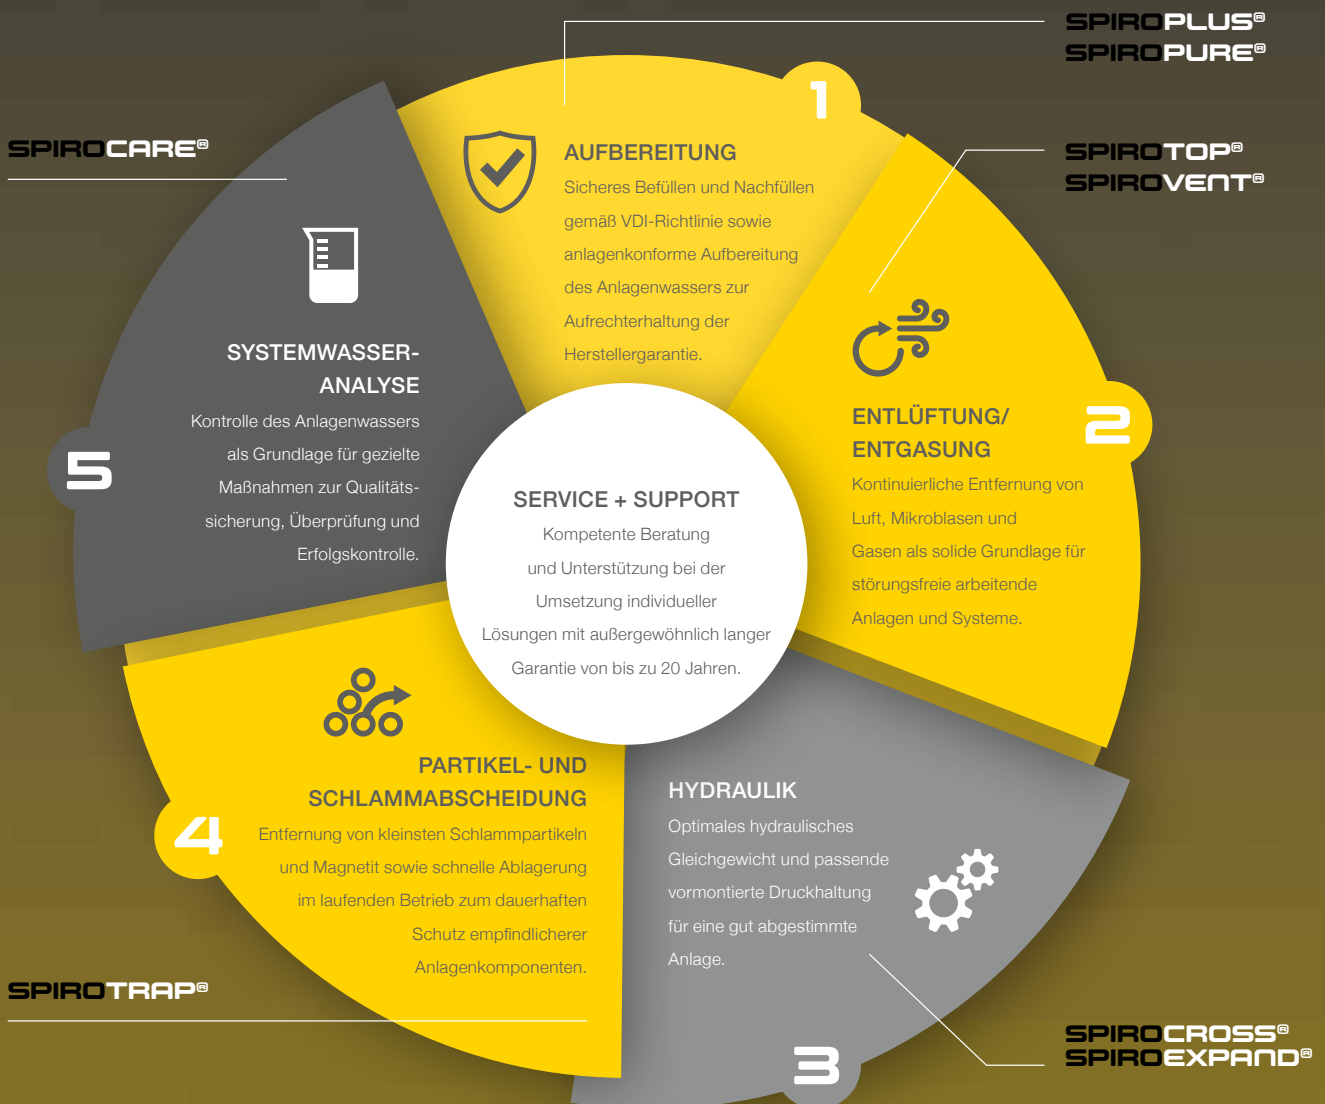 SPIROPLUS®
SPIROPURE®
1
AUFBEREITUNG
Sicheres Befüllen und Nachfüllen
gemäß VDI-Richtlinie sowie
anlagenkonforme Aufbereitung
des Anlagenwassers zur
Aufrechterhaltung der
Herstellergarantie.
SPIROTOP®
SPIROVENT®
2
ENTLÜFTUNG/
ENTGASUNG
Kontinuierliche Entfernung von
Luft, Mikroblasen und
Gasen als solide Grundlage für
störungsfreie arbeitende
Anlagen und Systeme.
HYDRAULIK
Optimales hydraulisches
Gleichgewicht und passende
vormontierte Druckhaltung
für eine gut abgestimmte
Anlage.
3
SPIROCROSS®
SPIROEXPAND®
PARTIKEL- UND
SCHLAMMABSCHEIDUNG
4
Entfernung von kleinsten Schlammpartikeln
und Magnetit sowie schnelle Ablagerung
im laufenden Betrieb zum dauerhaften
Schutz empfindlicherer
Anlagenkomponenten.
SPIROTRAP®
SPIROCARE®
SYSTEMWASSER-
ANALYSE
5
Kontrolle des Anlagenwassers
als Grundlage für gezielte
Maßnahmen zur Qualitäts-
sicherung, Überprüfung und
Erfolgskontrolle.
SERVICE + SUPPORT
Kompetente Beratung
und Unterstützung bei der
Umsetzung individueller
Lösungen mit außergewöhnlich langer
Garantie von bis zu 20 Jahren.